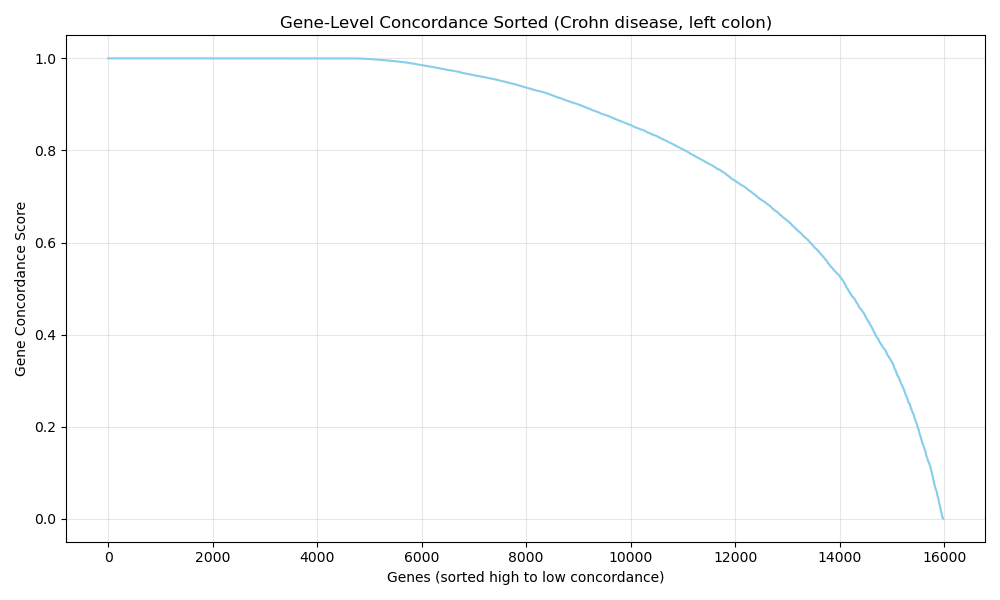 Gene-Level Concordance Sorted (Crohn disease, left colon)
Gene Concordance Score
1.0
0.8
0.6
0.4
0.2
0.0
0 2000 4000 6000 8000 10000 12000 14000 16000
Genes (sorted high to low concordance)